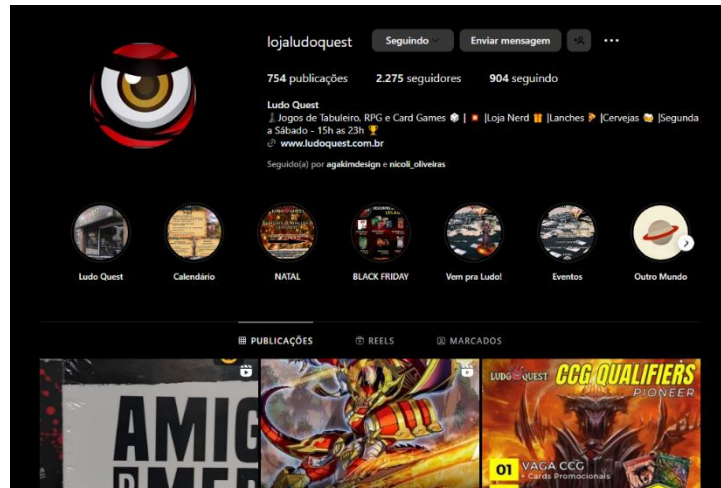 lojaludoquest Seguindo Enviar mensagem
754 publicações 2.275 seguidores 904 seguindo
Ludo Quest
Jogos de Tabuleiro, RPG e Card Games | |Loja Nerd |Lanches |Cervejas |Segunda
a Sábado - 15h as 23h
www.ludoquest.com.br
Seguido(a) por agakimdesign e nicoli_oliveiras
Ludo Quest Calendário NATAL BLACK FRIDAY Vem pra Ludo! Eventos Outro Mundo
PUBLICAÇÕES REELS MARCADOS
LUDO QUEST CCG QUALIFIERS
PIONEER
AMIG
01 VAGA CCG
+ Cards Promocionais